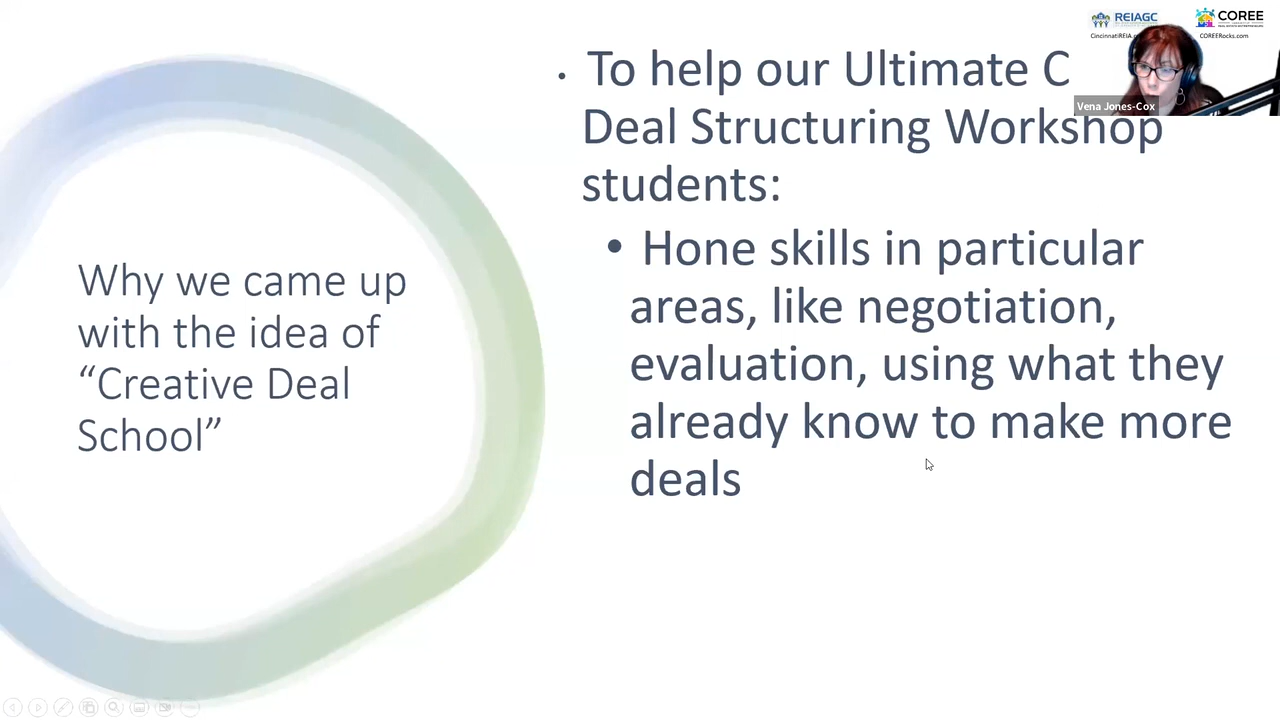 REIAGC
COREE
COREERocks.com
Vena Jones-Cox
Why we came up
with the idea of
“Creative Deal
School”
• To help our Ultimate C
Deal Structuring Workshop
students:
• Hone skills in particular
areas, like negotiation,
evaluation, using what they
already know to make more
deals